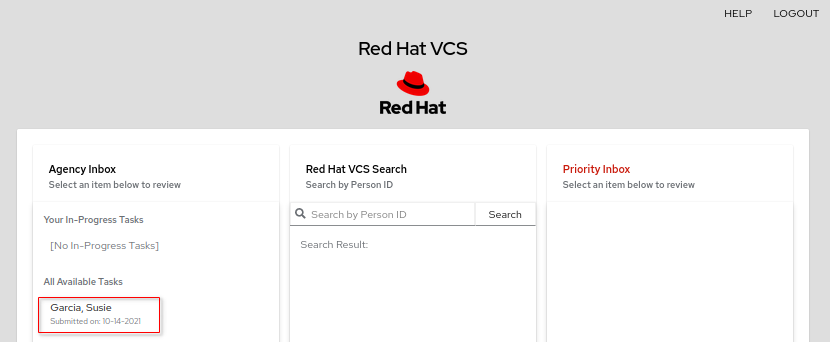 HELP LOGOUT
Red Hat VCS
Red Hat
Agency Inbox
Select an item below to review
Your In-Progress Tasks
[No In-Progress Tasks]
All Available Tasks
Garcia, Susie
Submitted on: 10-14-2021
Red Hat VCS Search
Search by Person ID
Search by Person ID Search
Search Result:
Priority Inbox
Select an item below to review